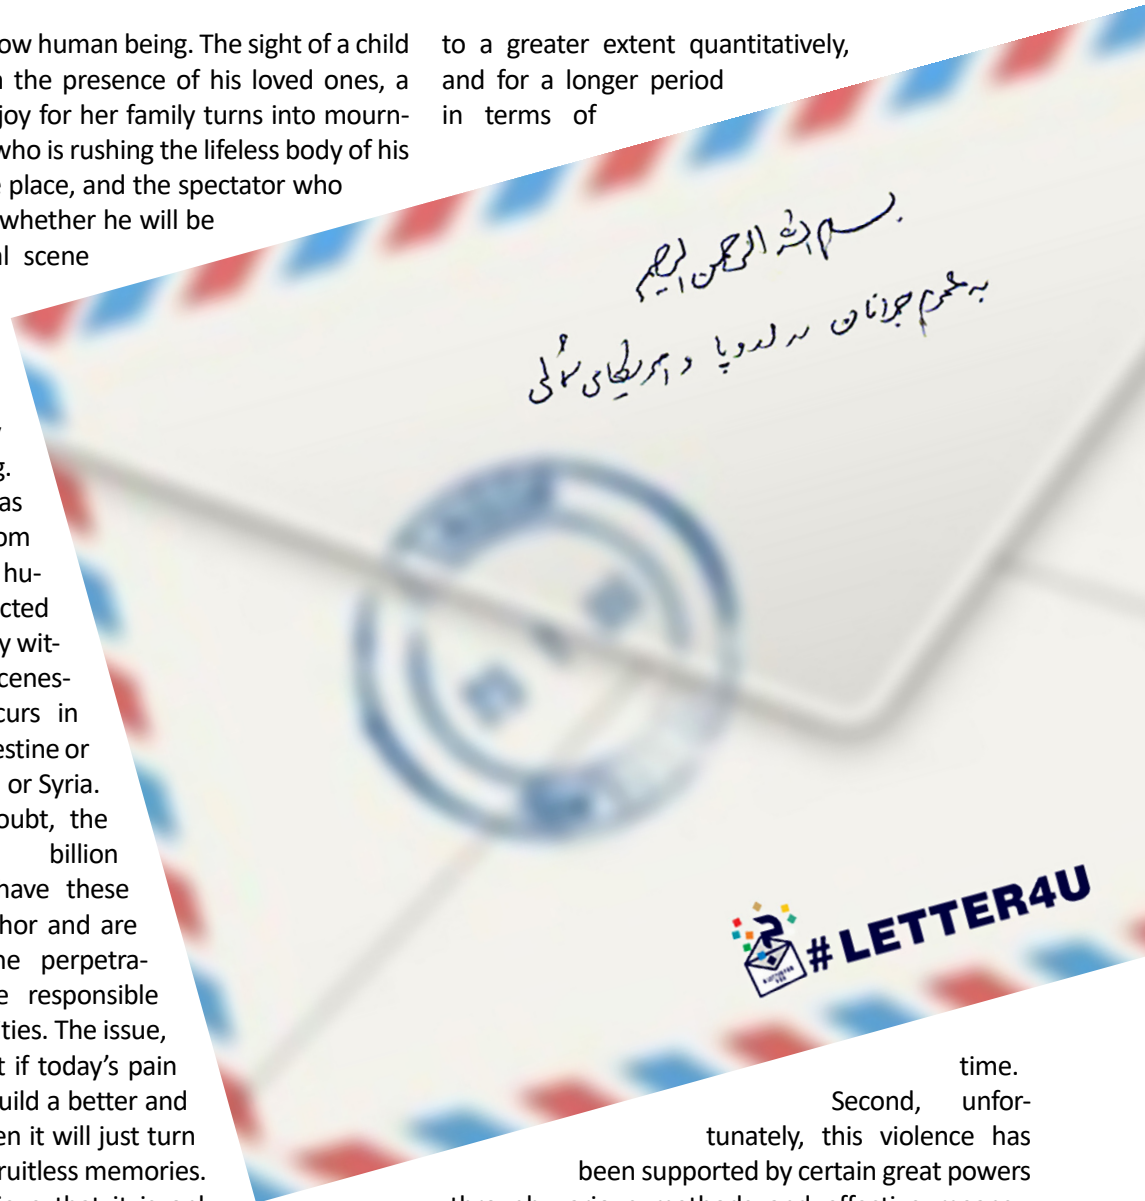 ow human being. The sight of a child
the presence of his loved ones, a
joy for her family turns into mourn-
who is rushing the lifeless body of his
place, and the spectator who
whether he will be
scene
g.
as
om
hu-
cted
y wit-
cenes-
curs in
estine or
or Syria.
oubt, the
billion
have these
hor and are
he perpetra-
e responsible
ties. The issue,
t if today's pain
uild a better and
en it will just turn
ruitless memories.
to a greater extent quantitatively,
and for a longer period
in terms of
بسم الله الرحمن الرحیم
به عموم جوانان در اروپا و امریکای شمالی
#LETTER4U
time.
Second, unfor-
tunately, this violence has
been supported by certain great powers